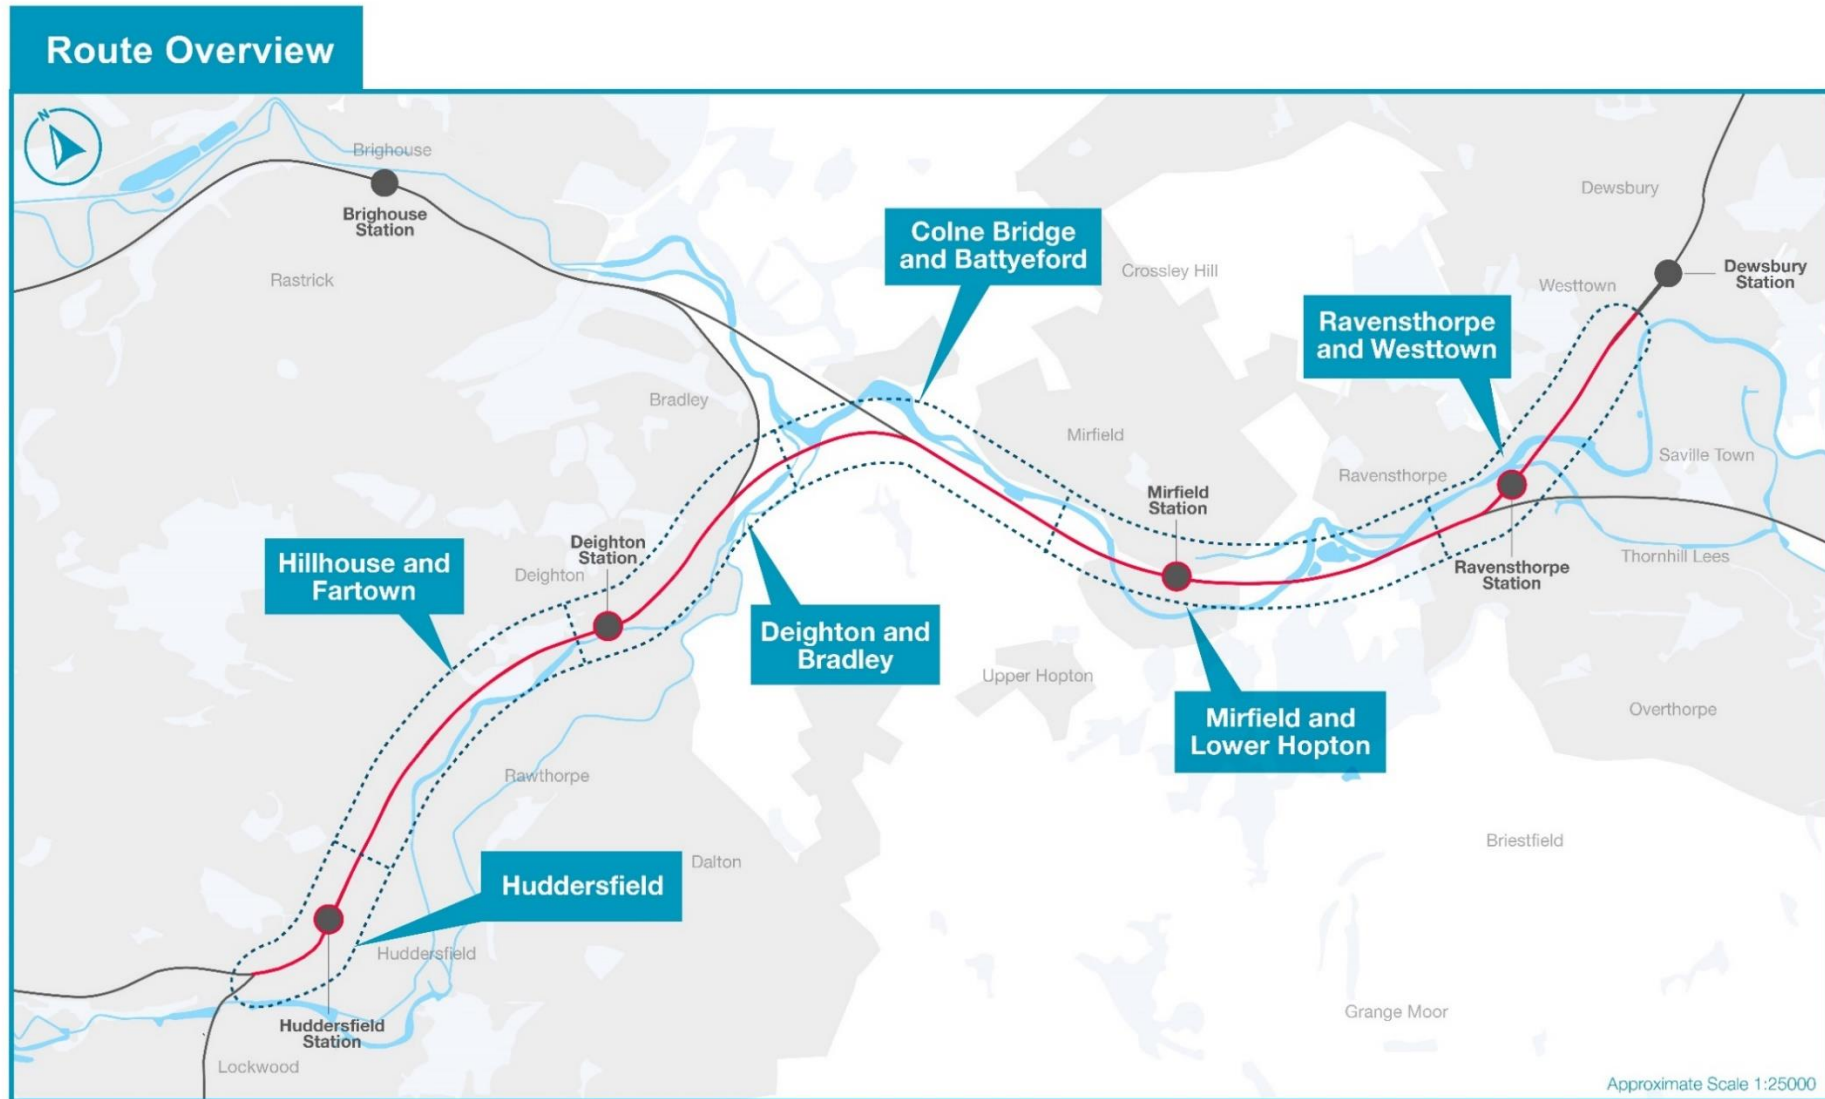 Route Overview
N
Brighouse
Brighouse
Station
Rastrick
Colne Bridge
and Battyeford
Crossley Hill
Dewsbury
Dewsbury
Station
Westtown
Ravensthorpe
and Westtown
Bradley
Mirfield
Mirfield
Station
Ravensthorpe
Saville Town
Ravensthorpe
Station
Thornhill Lees
Deighton
Station
Deighton
Hillhouse and
Fartown
Deighton and
Bradley
Upper Hopton
Mirfield and
Lower Hopton
Overthorpe
Rawthorpe
Dalton
Briestfield
Huddersfield
Huddersfield
Huddersfield
Station
Lockwood
Grange Moor
Approximate Scale 1:25000